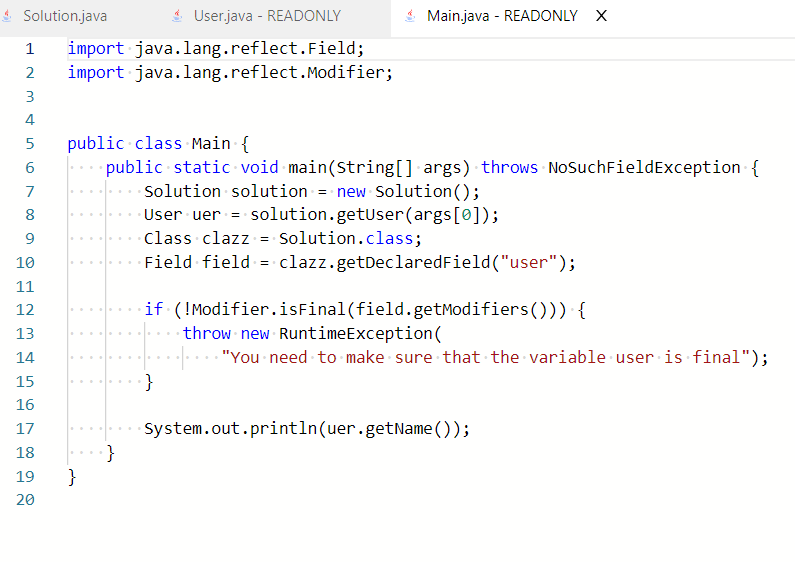 Solution.java
User.java - READONLY
Main.java - READONLY X
1 import java.lang.reflect.Field;
2 import java.lang.reflect.Modifier;
3
4
5 public class Main {
6 public static void main(String[] args) throws NoSuchFieldException {
7 Solution solution = new Solution();
8 User uer = solution.getUser(args[0]);
9 Class clazz = Solution.class;
10 Field field = clazz.getDeclaredField("user");
11
12 if (!Modifier.isFinal(field.getModifiers())) {
13 throw new RuntimeException(
14 "You need to make sure that the variable user is final");
15 }
16
17 System.out.println(uer.getName());
18 }
19 }
20